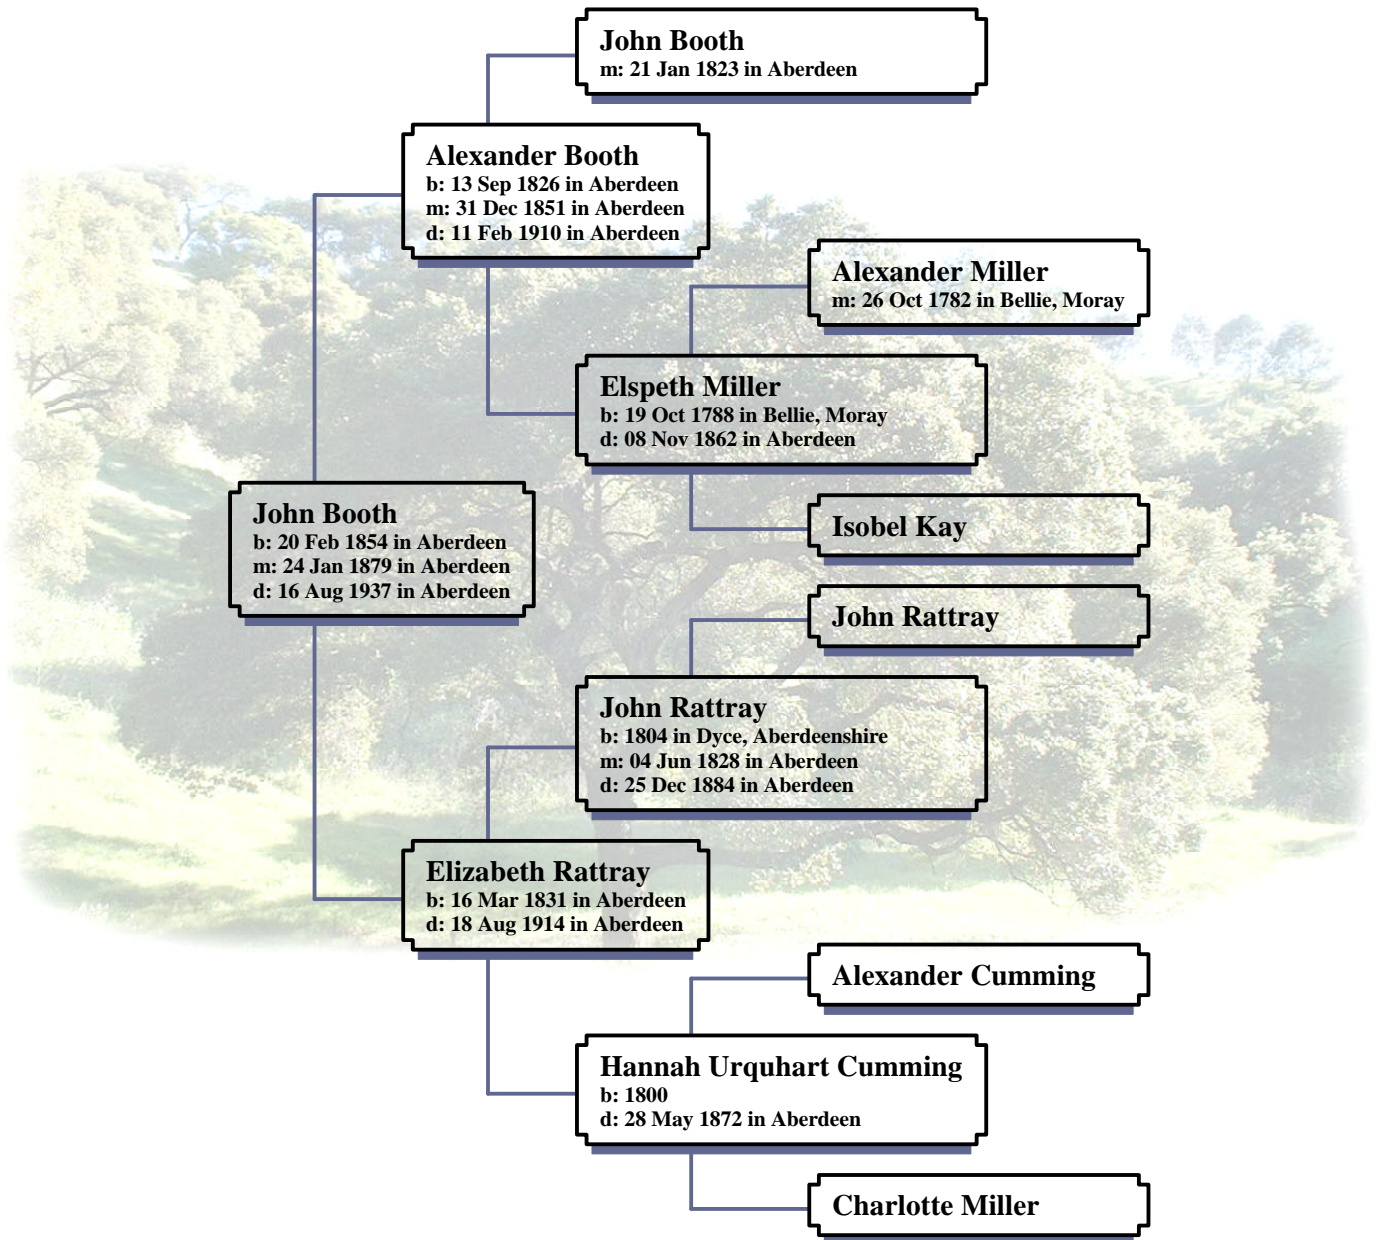 John Booth
m: 21 Jan 1823 in Aberdeen
Alexander Booth
b: 13 Sep 1826 in Aberdeen
m: 31 Dec 1851 in Aberdeen
d: 11 Feb 1910 in Aberdeen
Alexander Miller
m: 26 Oct 1782 in Bellie, Moray
Elspeth Miller
b: 19 Oct 1788 in Bellie, Moray
d: 08 Nov 1862 in Aberdeen
Isobel Kay
John Booth
b: 20 Feb 1854 in Aberdeen
m: 24 Jan 1879 in Aberdeen
d: 16 Aug 1937 in Aberdeen
John Rattray
John Rattray
b: 1804 in Dyce, Aberdeenshire
m: 04 Jun 1828 in Aberdeen
d: 25 Dec 1884 in Aberdeen
Elizabeth Rattray
b: 16 Mar 1831 in Aberdeen
d: 18 Aug 1914 in Aberdeen
Alexander Cumming
Hannah Urquhart Cumming
b: 1800
d: 28 May 1872 in Aberdeen
Charlotte Miller